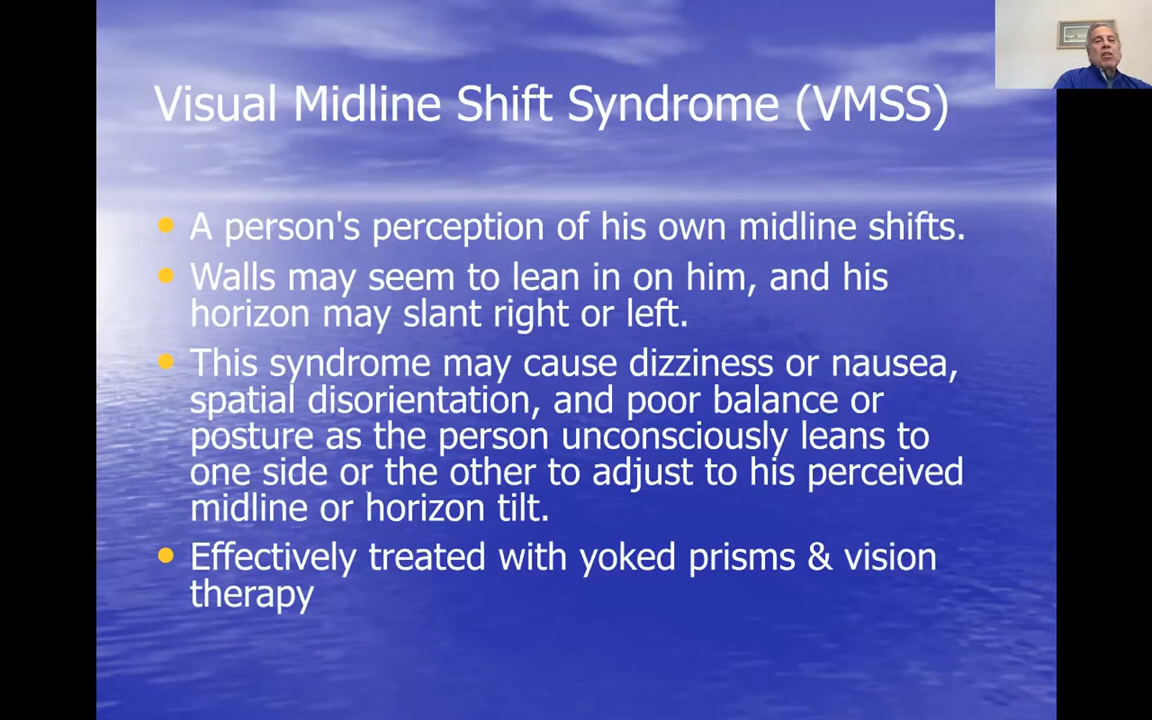 Visual Midline Shift Syndrome (VMSS)
A person's perception of his own midline shifts.
Walls may seem to lean in on him, and his
horizon may slant right or left.
This syndrome may cause dizziness or nausea,
spatial disorientation, and poor balance or
posture as the person unconsciously leans to
one side or the other to adjust to his perceived
midline or horizon tilt.
Effectively treated with yoked prisms & vision
therapy